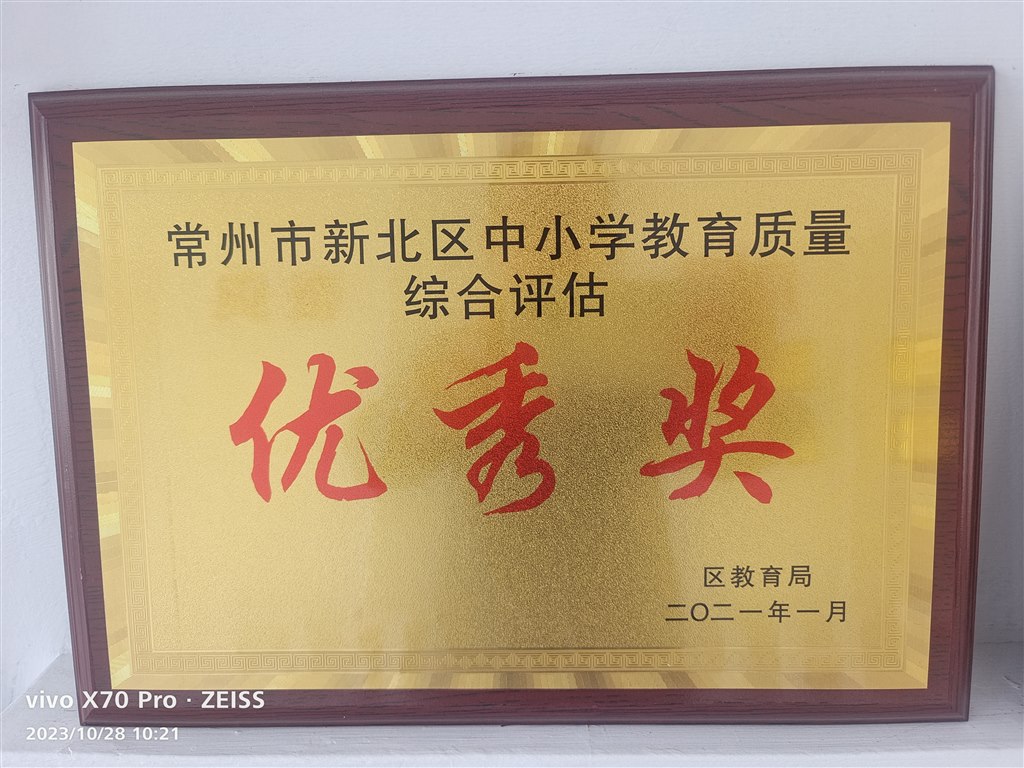 常州市新北区中小学教育质量
综合评估
优秀奖
区教育局
二〇二一年一月
vivo X70 Pro · ZEISS
2023/10/28 10:21